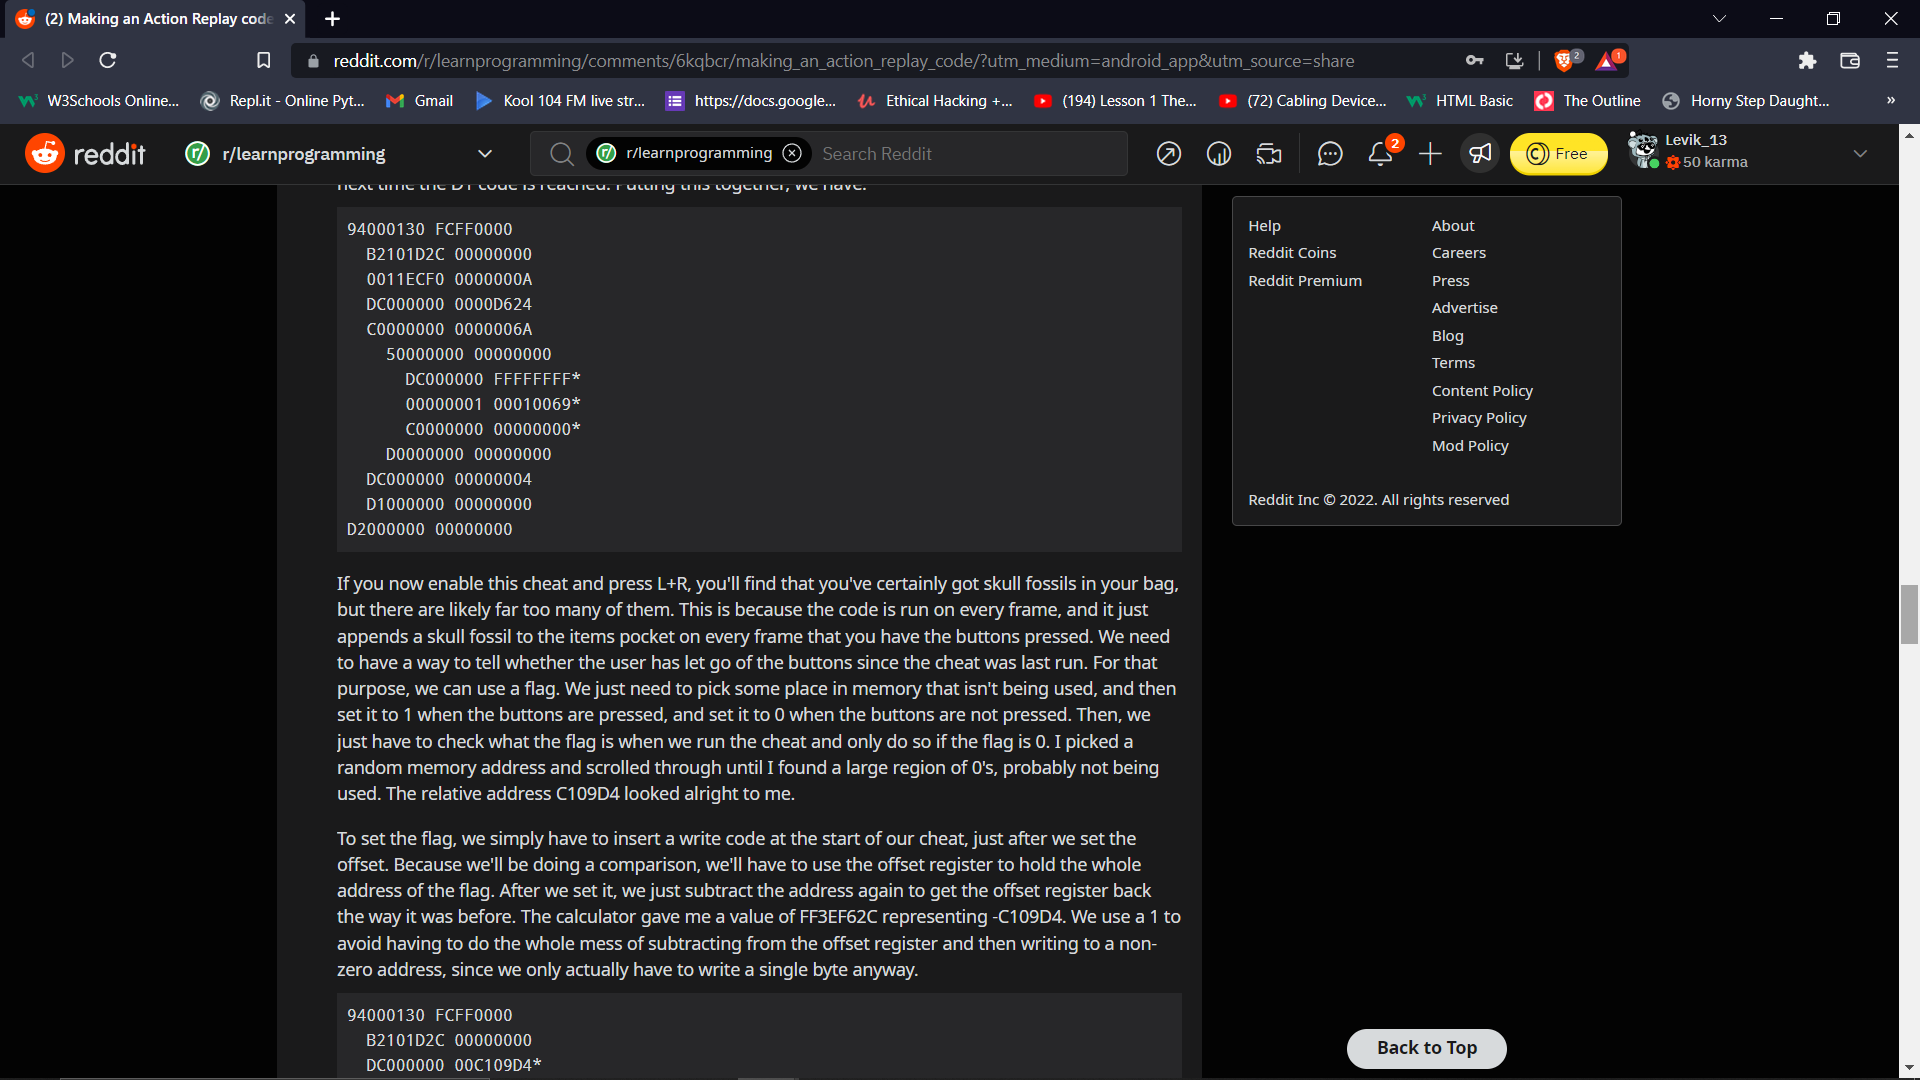 (2) Making an Action Replay code
reddit.com/r/learnprogramming/comments/6kqbcr/making_an_action_replay_code/?utm_medium=android_app&utm_source=share
2
1
W3Schools Online...
Repl.it - Online Pyt...
Gmail
Kool 104 FM live str...
https://docs.google...
Ethical Hacking +...
(194) Lesson 1 The...
(72) Cabling Device...
HTML Basic
The Outline
Horny Step Daught...
»
reddit
r/learnprogramming
r/learnprogramming
Search Reddit
2
Free
Levik_13
50 karma
next time the D1 code is reached. Putting this together, we have:
94000130 FCFF0000
B2101D2C 00000000
0011ECF0 0000000A
DC000000 0000D624
C0000000 0000006A
50000000 00000000
DC000000 FFFFFFFF*
00000001 00010069*
C0000000 00000000*
D0000000 00000000
DC000000 00000004
D1000000 00000000
D2000000 00000000
If you now enable this cheat and press L+R, you'll find that you've certainly got skull fossils in your bag,
but there are likely far too many of them. This is because the code is run on every frame, and it just
appends a skull fossil to the items pocket on every frame that you have the buttons pressed. We need
to have a way to tell whether the user has let go of the buttons since the cheat was last run. For that
purpose, we can use a flag. We just need to pick some place in memory that isn't being used, and then
set it to 1 when the buttons are pressed, and set it to 0 when the buttons are not pressed. Then, we
just have to check what the flag is when we run the cheat and only do so if the flag is 0. I picked a
random memory address and scrolled through until I found a large region of 0's, probably not being
used. The relative address C109D4 looked alright to me.
To set the flag, we simply have to insert a write code at the start of our cheat, just after we set the
offset. Because we'll be doing a comparison, we'll have to use the offset register to hold the whole
address of the flag. After we set it, we just subtract the address again to get the offset register back
the way it was before. The calculator gave me a value of FF3EF62C representing -C109D4. We use a 1 to
avoid having to do the whole mess of subtracting from the offset register and then writing to a non-
zero address, since we only actually have to write a single byte anyway.
94000130 FCFF0000
B2101D2C 00000000
DC000000 00C109D4*
Help
Reddit Coins
Reddit Premium
About
Careers
Press
Advertise
Blog
Terms
Content Policy
Privacy Policy
Mod Policy
Reddit Inc © 2022. All rights reserved
Back to Top